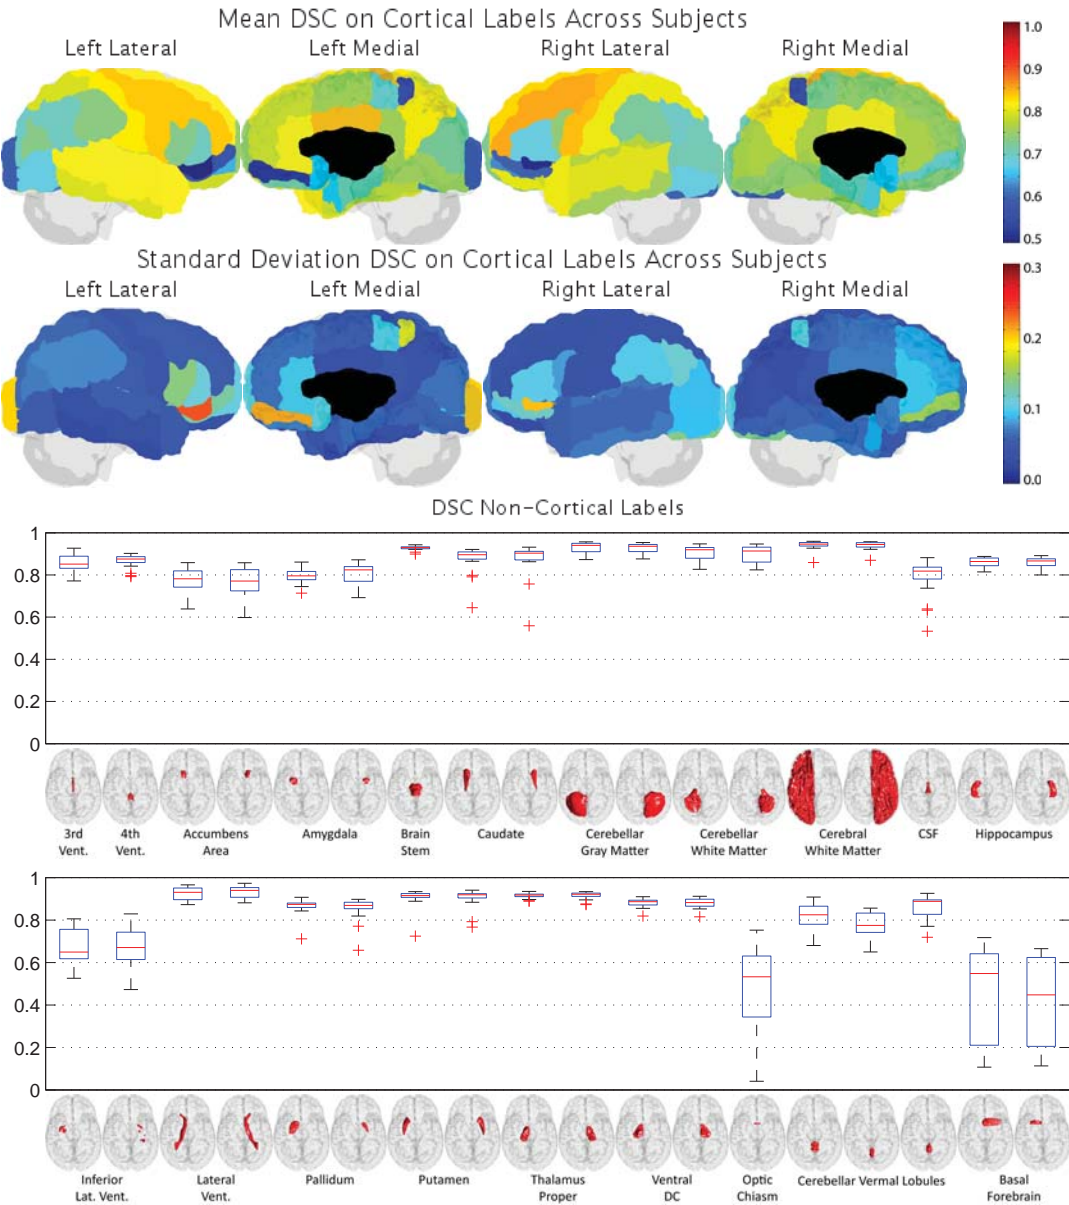 Mean DSC on Cortical Labels Across Subjects
Left Lateral
Left Medial
Right Lateral
Right Medial
1.0
0.9
0.8
0.7
0.6
0.5
Standard Deviation DSC on Cortical Labels Across Subjects
Left Lateral
Left Medial
Right Lateral
Right Medial
0.3
0.2
0.1
0.0
DSC Non-Cortical Labels
1
0.8
0.6
0.4
0.2
0
3rd Vent.
4th Vent.
Accumbens Area
Amygdala
Brain Stem
Caudate
Cerebellar Gray Matter
Cerebellar White Matter
Cerebral White Matter
CSF
Hippocampus
1
0.8
0.6
0.4
0.2
0
Inferior Lat. Vent.
Lateral Vent.
Pallidum
Putamen
Thalamus Proper
Ventral DC
Optic Chiasm
Cerebellar Vermal Lobules
Basal Forebrain